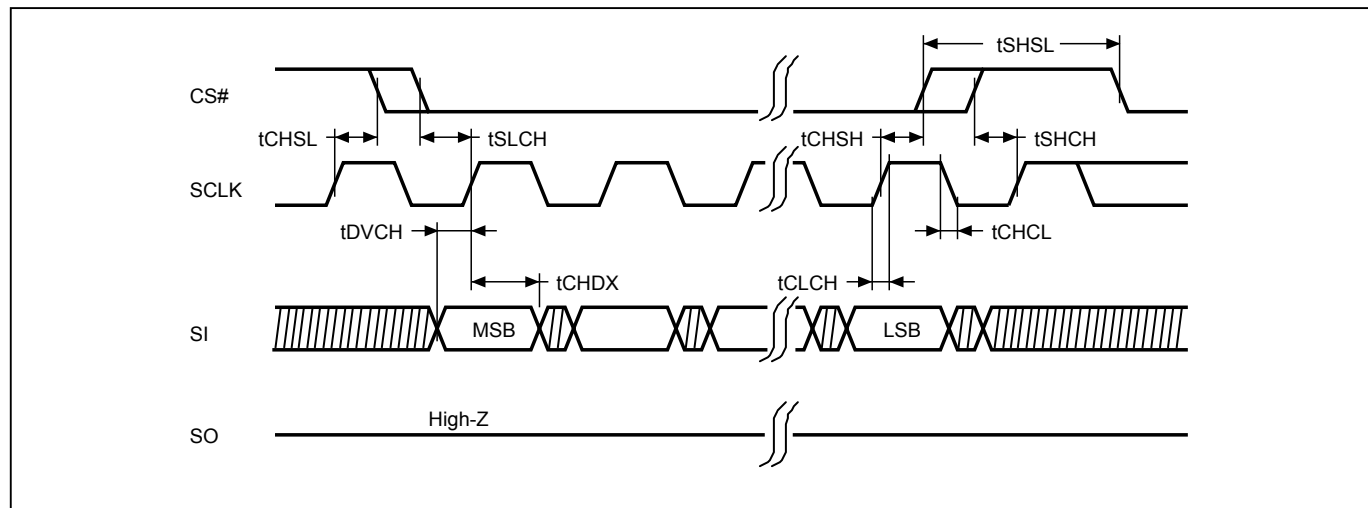 tSHSL
CS#
tCHSL
tSLCH
tCHSH
tSHCH
SCLK
tDVCH
tCHCL
tCHDX
tCLCH
SI
MSB
LSB
High-Z
SO